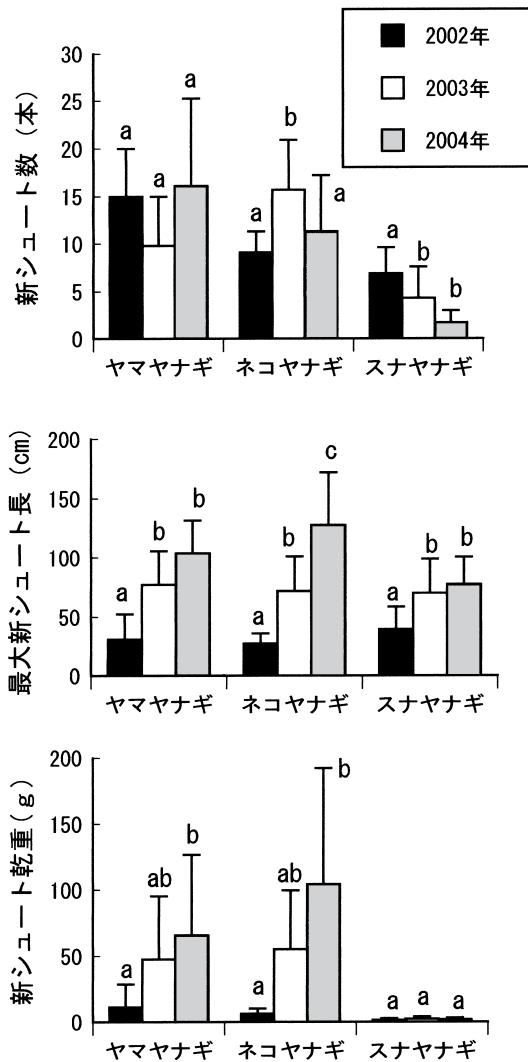 2002年
2003年
2004年
新シュート数 (本)
30
25
20
15
10
5
0
a a a
a b a
a b b
ヤマヤナギ ネコヤナギ スナヤナギ
最大新シュート長 (cm)
200
150
100
50
0
a b b
a b c
a b b
ヤマヤナギ ネコヤナギ スナヤナギ
新シュート乾重(g)
200
150
100
50
0
a ab b
a ab b
a a a
ヤマヤナギ ネコヤナギ スナヤナギ